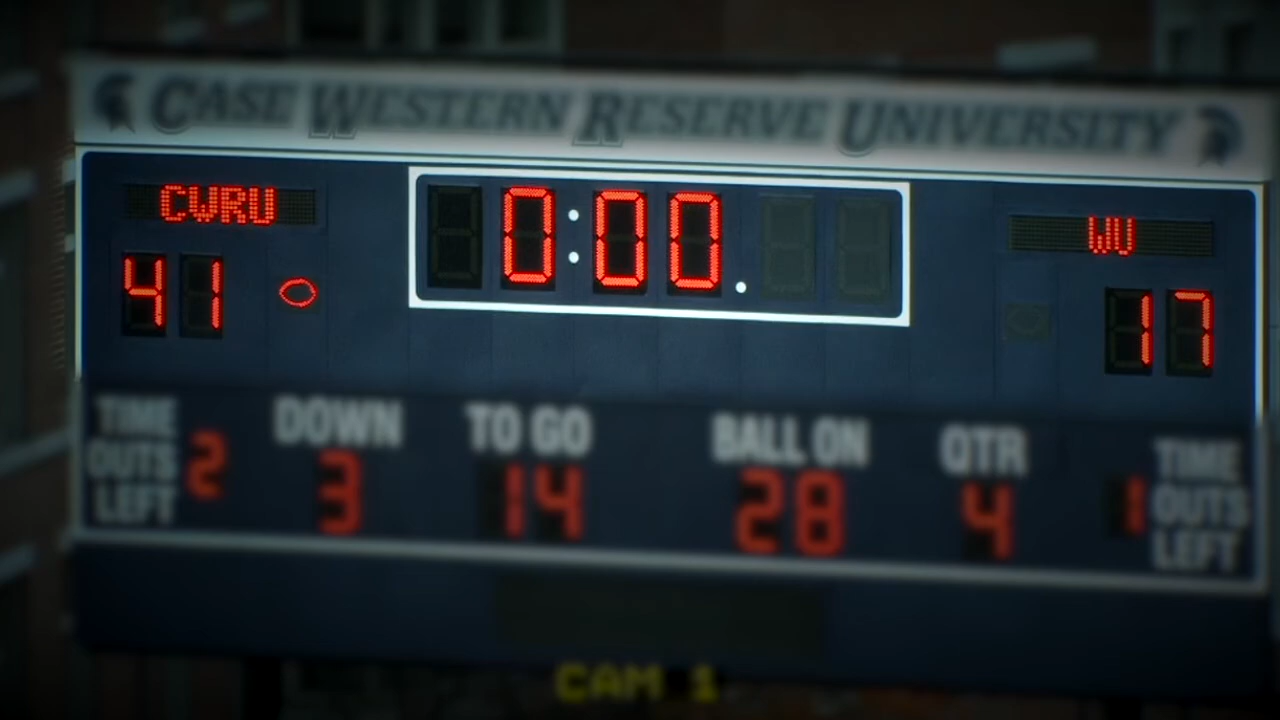 CASE WESTERN RESERVE UNIVERSITY
CWRU 0:00. WU
41 17
TIME OUTS LEFT 2
DOWN 3
TO GO 14
BALL ON 28
QTR 4
1 TIME OUTS LEFT
CAM 1